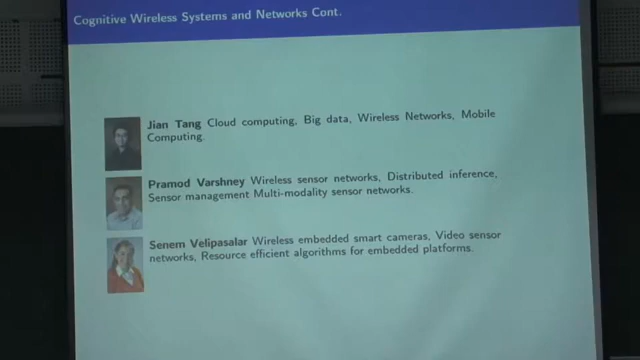 Cognitive Wireless Systems and Networks Cont.
Jian Tang Cloud computing, Big data, Wireless Networks, Mobile
Computing.
Pramod Varshney Wireless sensor networks, Distributed inference,
Sensor management Multi-modality sensor networks.
Senem Velipasalar Wireless embedded smart cameras, Video sensor
networks, Resource efficient algorithms for embedded platforms.